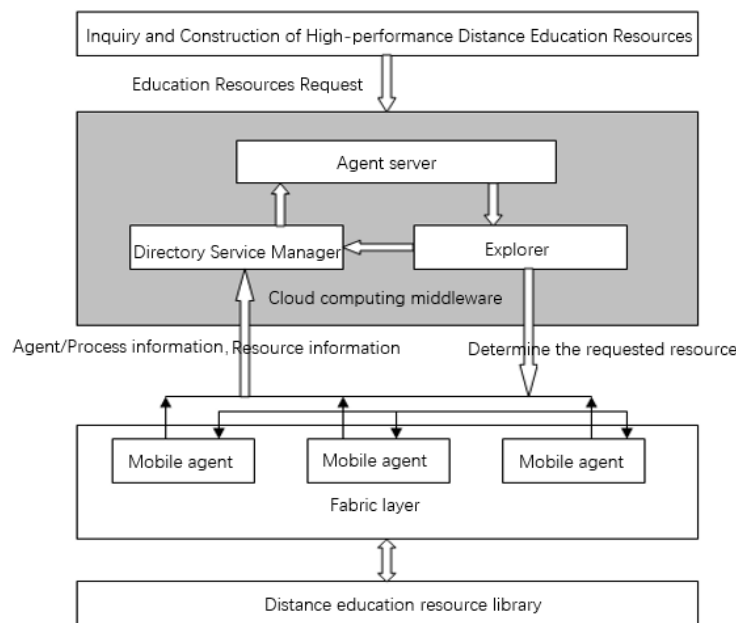 Inquiry and Construction of High-performance Distance Education Resources
Education Resources Request
Agent server
Directory Service Manager
Explorer
Cloud computing middleware
Agent/Process information, Resource information
Determine the requested resource
Mobile agent
Mobile agent
Mobile agent
Fabric layer
Distance education resource library